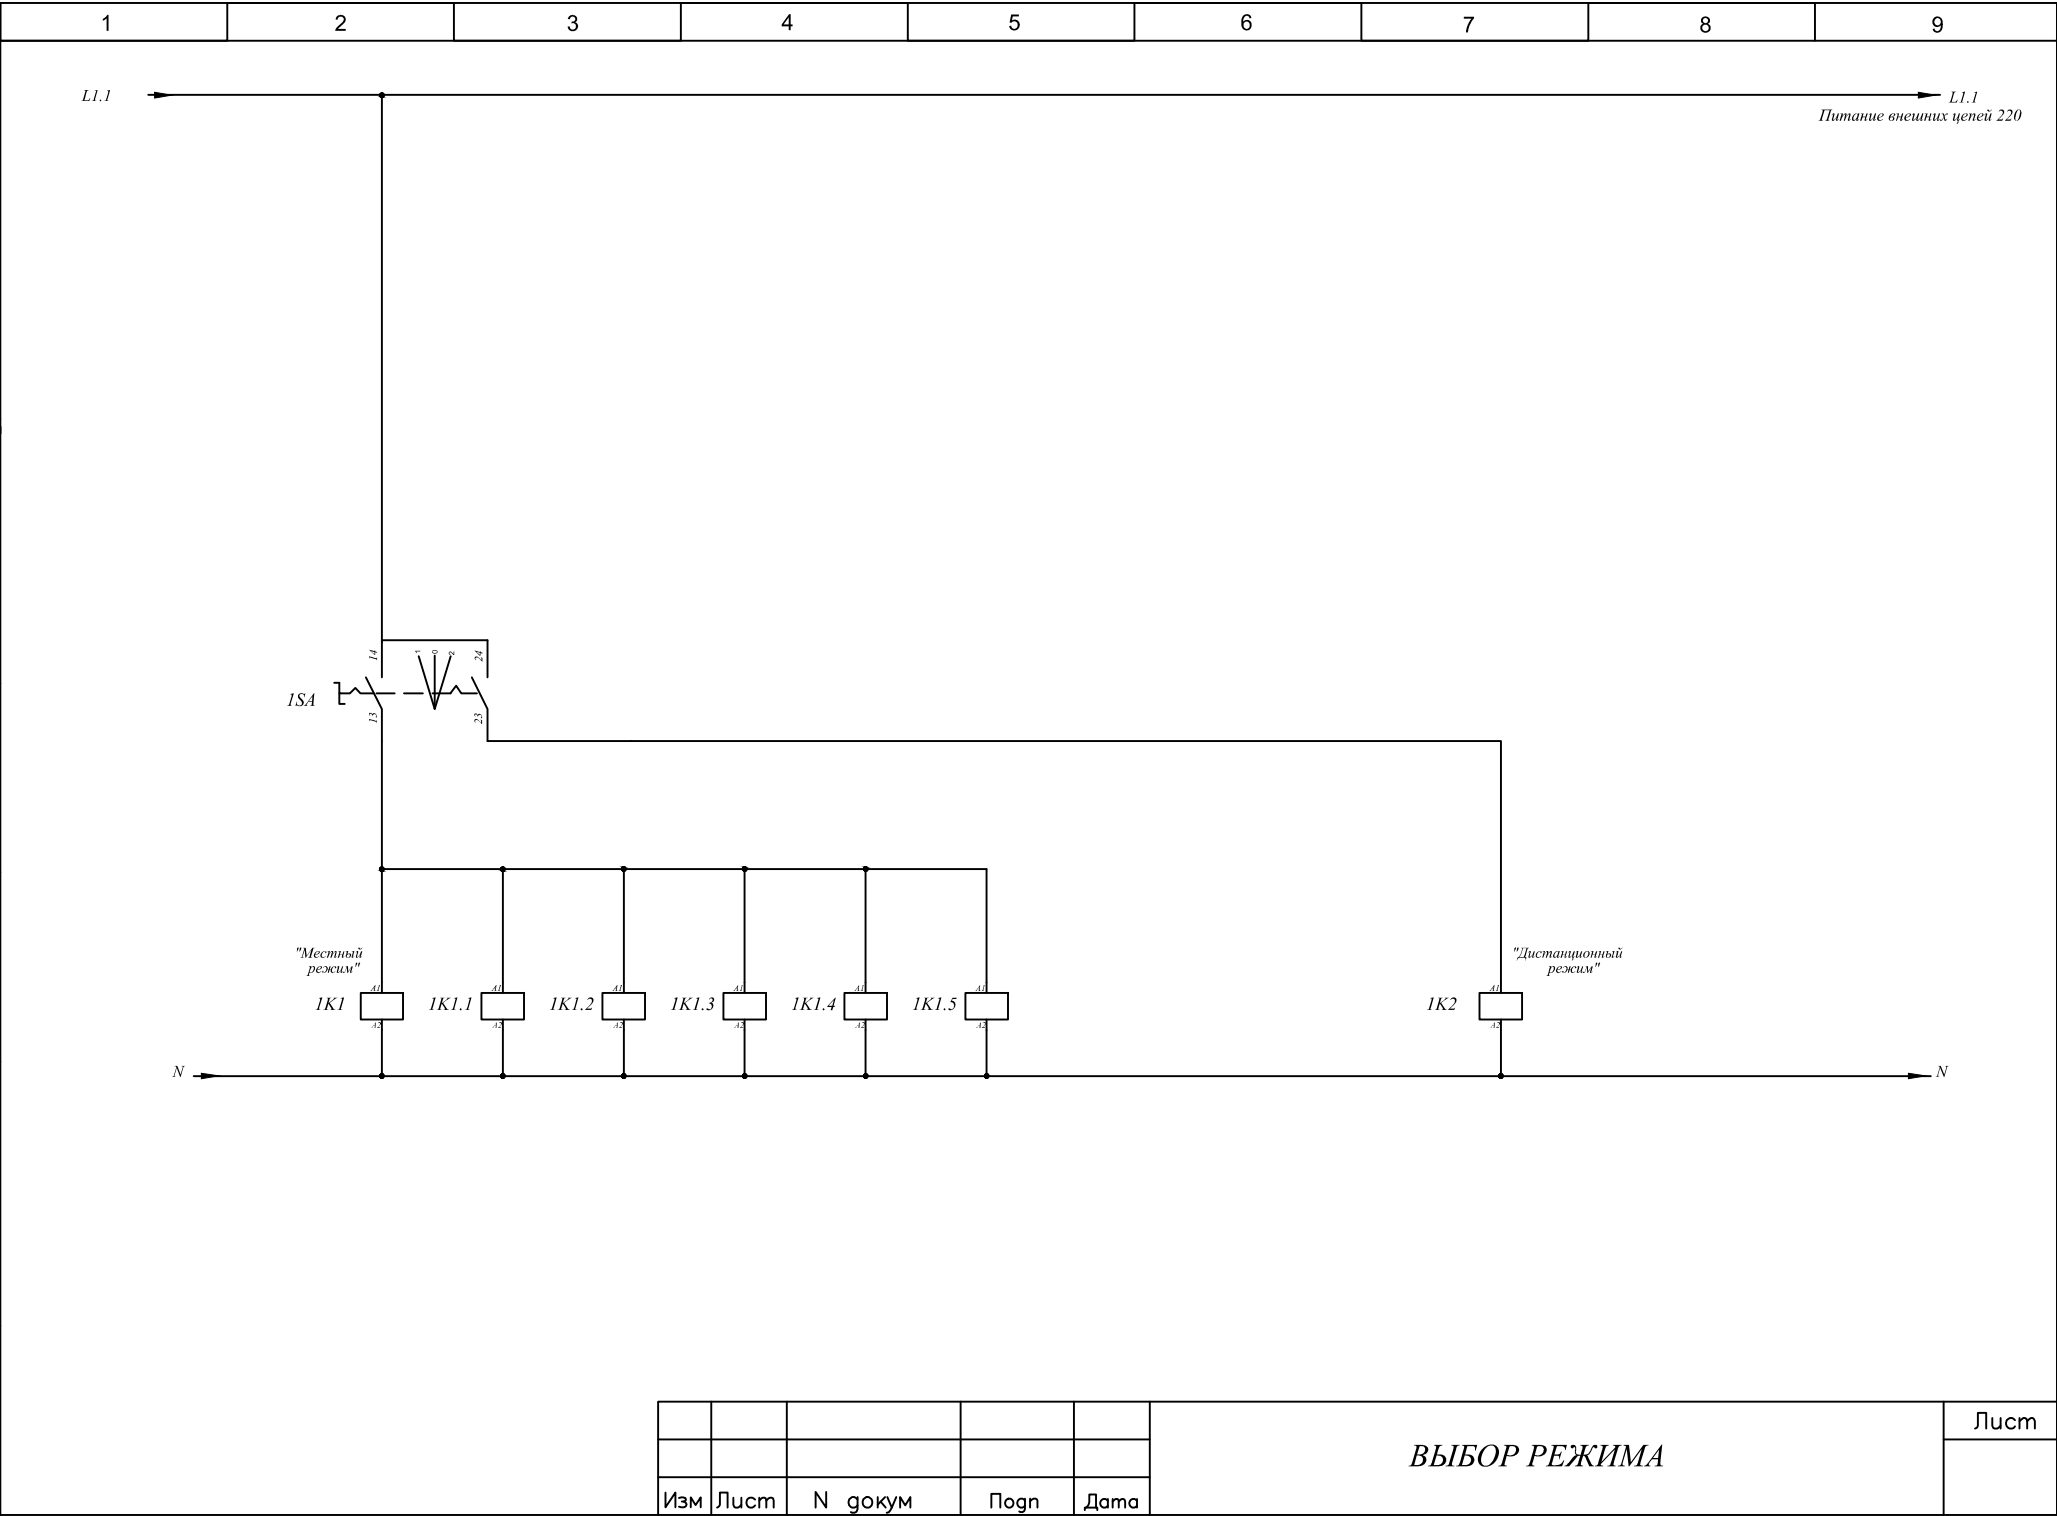 1 2 3 4 5 6 7 8 9
L1.1
L1.1
Питание внешних цепей 220
14
1 0 2
24
1SA
13
23
"Местный
режим"
"Дистанционный
режим"
A1 A1 A1 A1 A1 A1 A1
1K1 1K1.1 1K1.2 1K1.3 1K1.4 1K1.5 1K2
A2 A2 A2 A2 A2 A2 A2
N
N
Лист
ВЫБОР РЕЖИМА
Изм Лист N докум Подп Дата